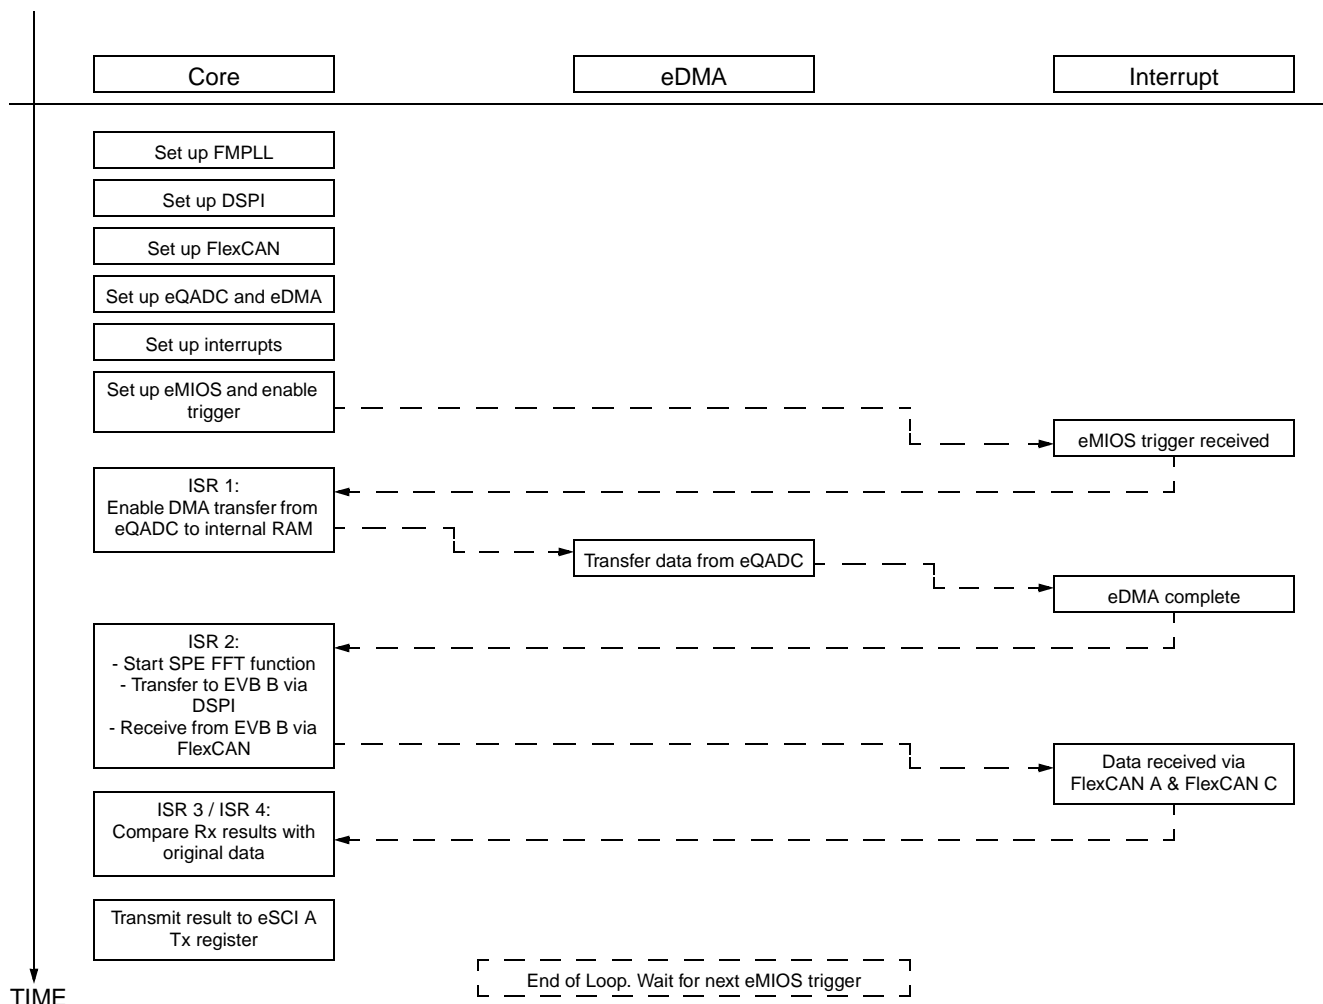 Core
eDMA
Interrupt
Set up FMPLL
Set up DSPI
Set up FlexCAN
Set up eQADC and eDMA
Set up interrupts
Set up eMIOS and enable
trigger
eMIOS trigger received
ISR 1:
Enable DMA transfer from
eQADC to internal RAM
Transfer data from eQADC
eDMA complete
ISR 2:
- Start SPE FFT function
- Transfer to EVB B via
DSPI
- Receive from EVB B via
FlexCAN
Data received via
FlexCAN A & FlexCAN C
ISR 3 / ISR 4:
Compare Rx results with
original data
Transmit result to eSCI A
Tx register
End of Loop. Wait for next eMIOS trigger
TIME